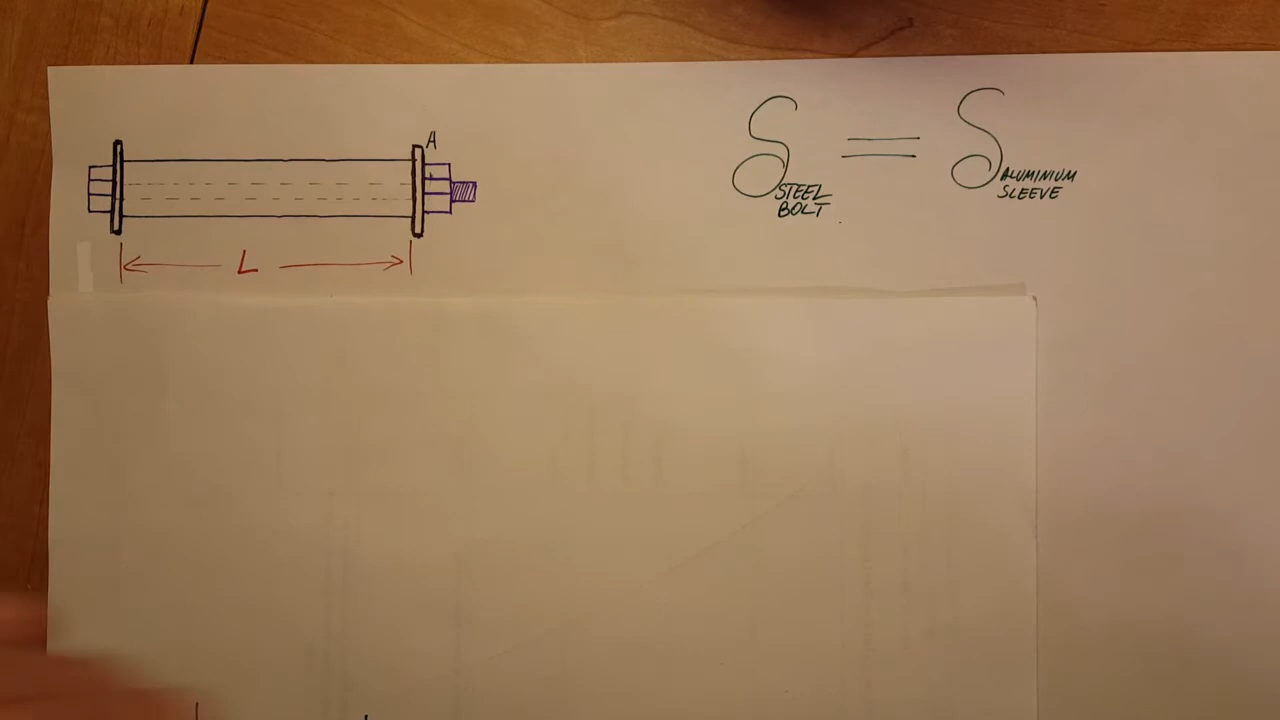 A
L
δ STEEL BOLT = δ ALUMINIUM SLEEVE